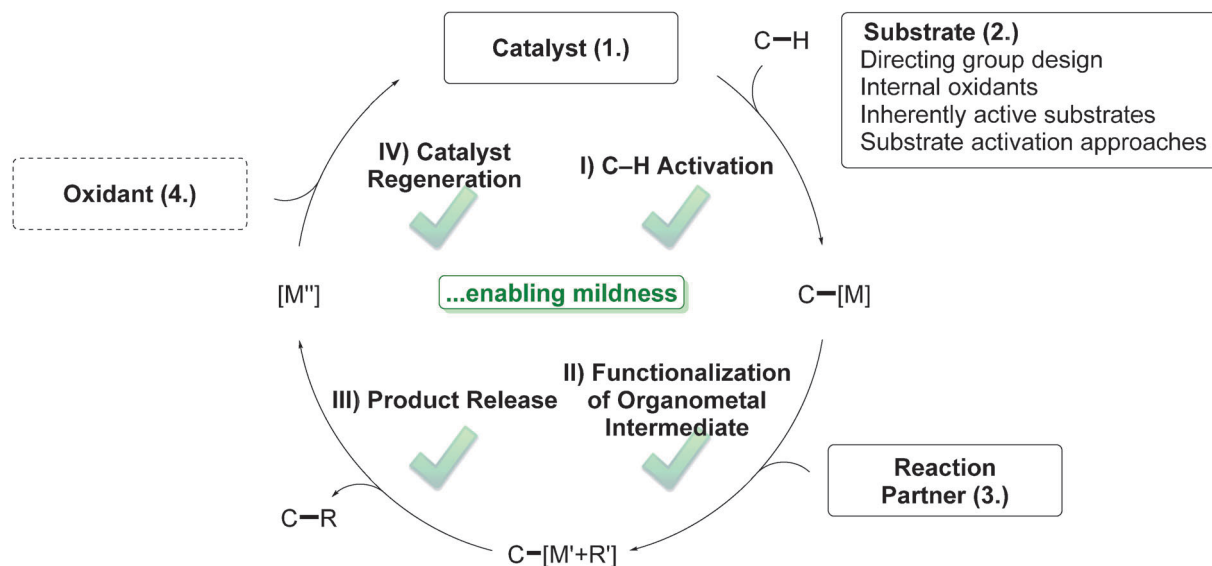 Catalyst (1.)
C–H
Substrate (2.)
Directing group design
Internal oxidants
Inherently active substrates
Substrate activation approaches
IV) Catalyst
Regeneration
I) C–H Activation
Oxidant (4.)
[M'']
...enabling mildness
C–[M]
III) Product Release
II) Functionalization
of Organometal
Intermediate
Reaction
Partner (3.)
C–R
C–[M'+R']